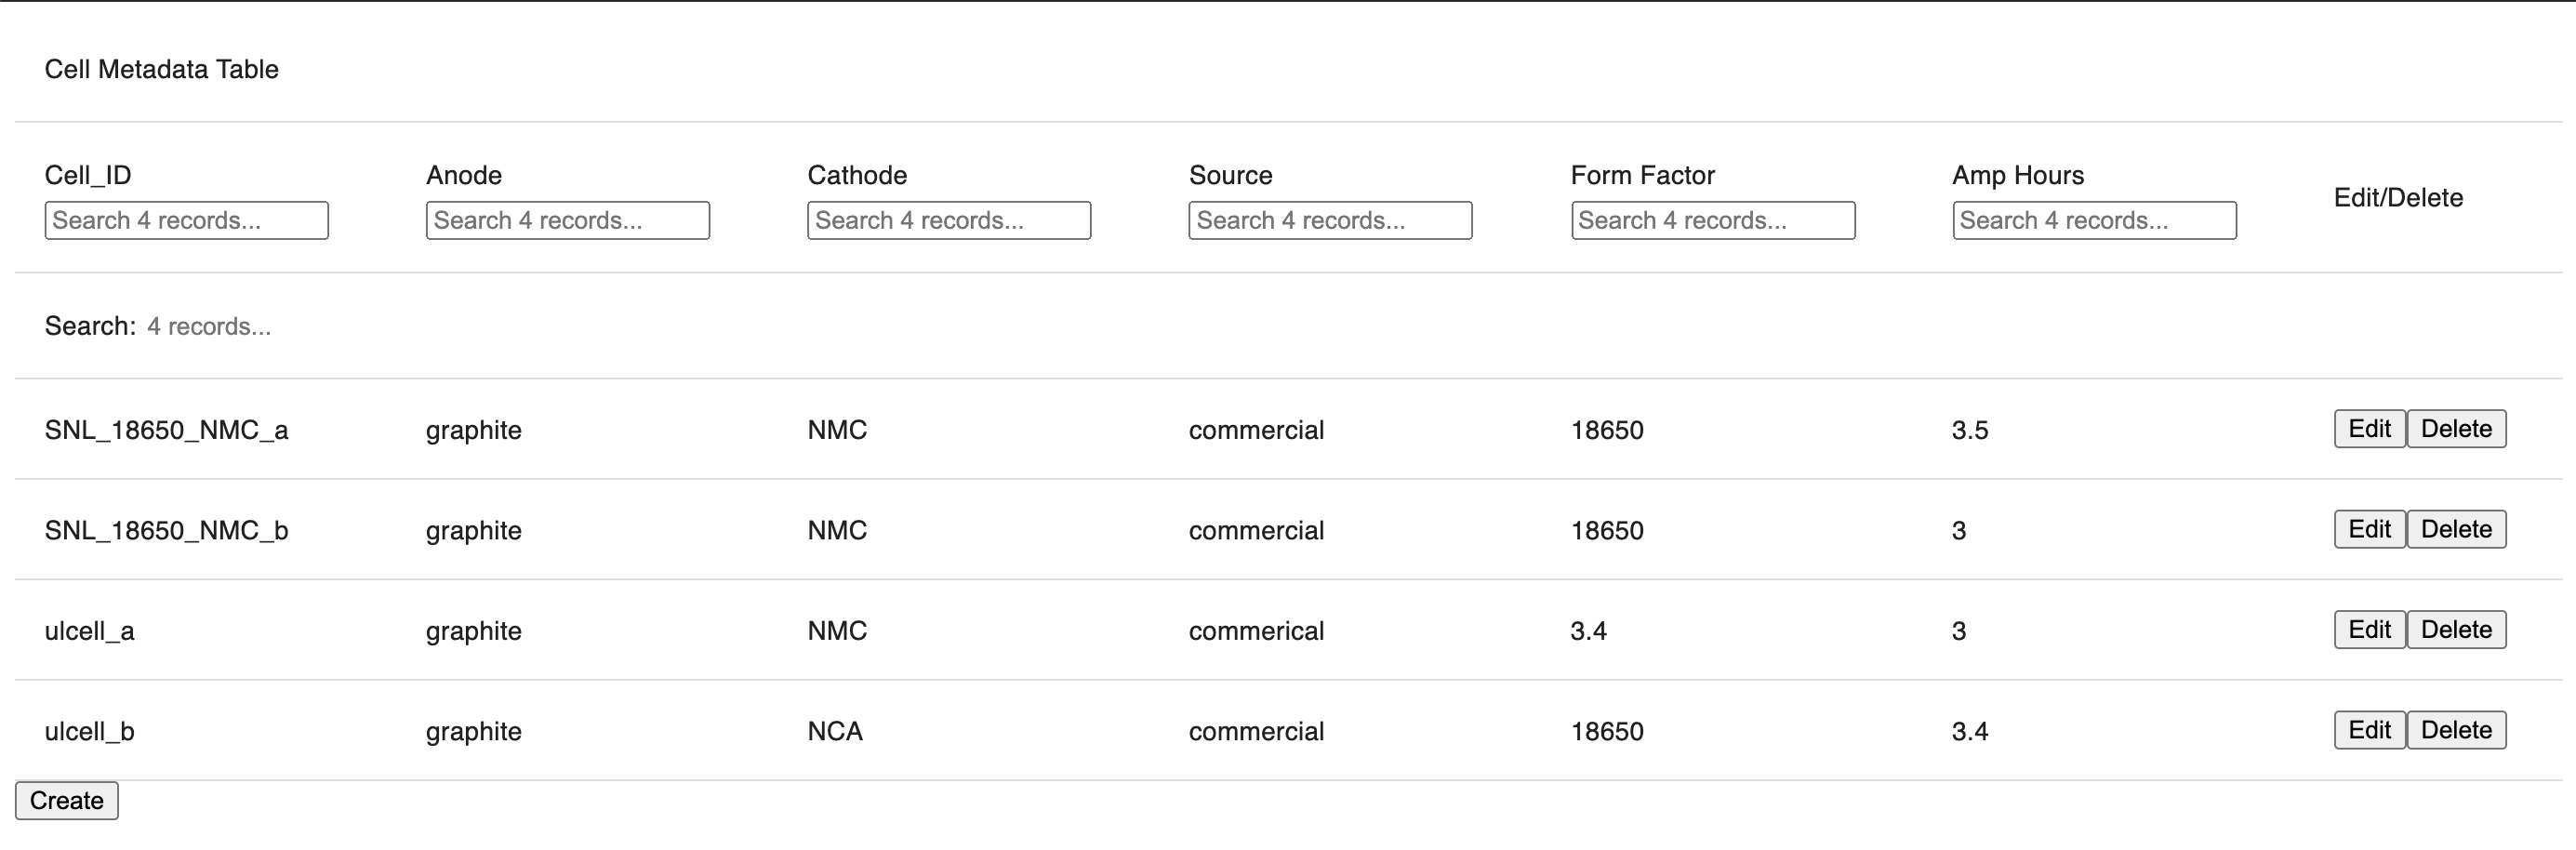 Cell Metadata Table
Cell_ID Anode Cathode Source Form Factor Amp Hours Edit/Delete
Search 4 records... Search 4 records... Search 4 records... Search 4 records... Search 4 records... Search 4 records...
Search: 4 records...
SNL_18650_NMC_a graphite NMC commercial 18650 3.5 Edit Delete
SNL_18650_NMC_b graphite NMC commercial 18650 3 Edit Delete
ulcell_a graphite NMC commerical 3.4 3 Edit Delete
ulcell_b graphite NCA commercial 18650 3.4 Edit Delete
Create